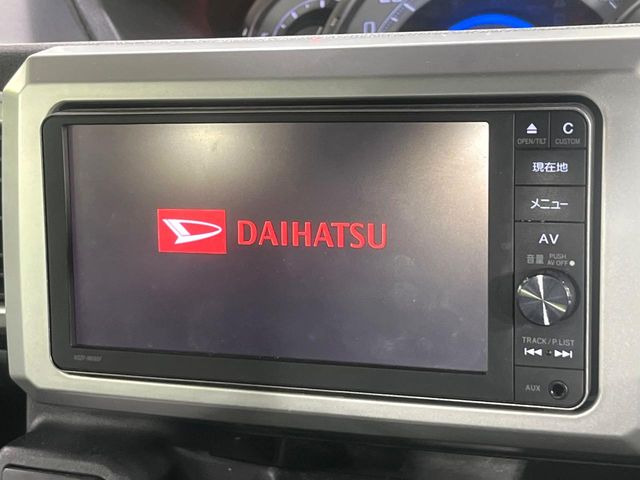 OPEN/TILT
C
CUSTOM
現在地
メニュー
DAIHATSU
AV
音量
PUSH
AV OFF
TRACK/P.LIST
AUX